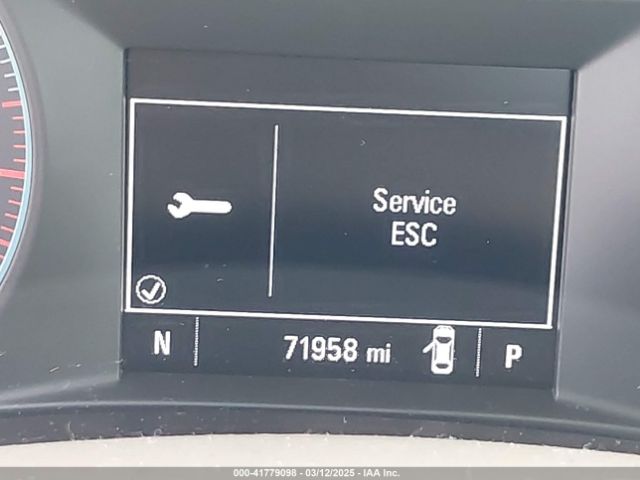 Service
ESC
N 71958 mi P
000-41779098 - 03/12/2025 - IAA Inc.